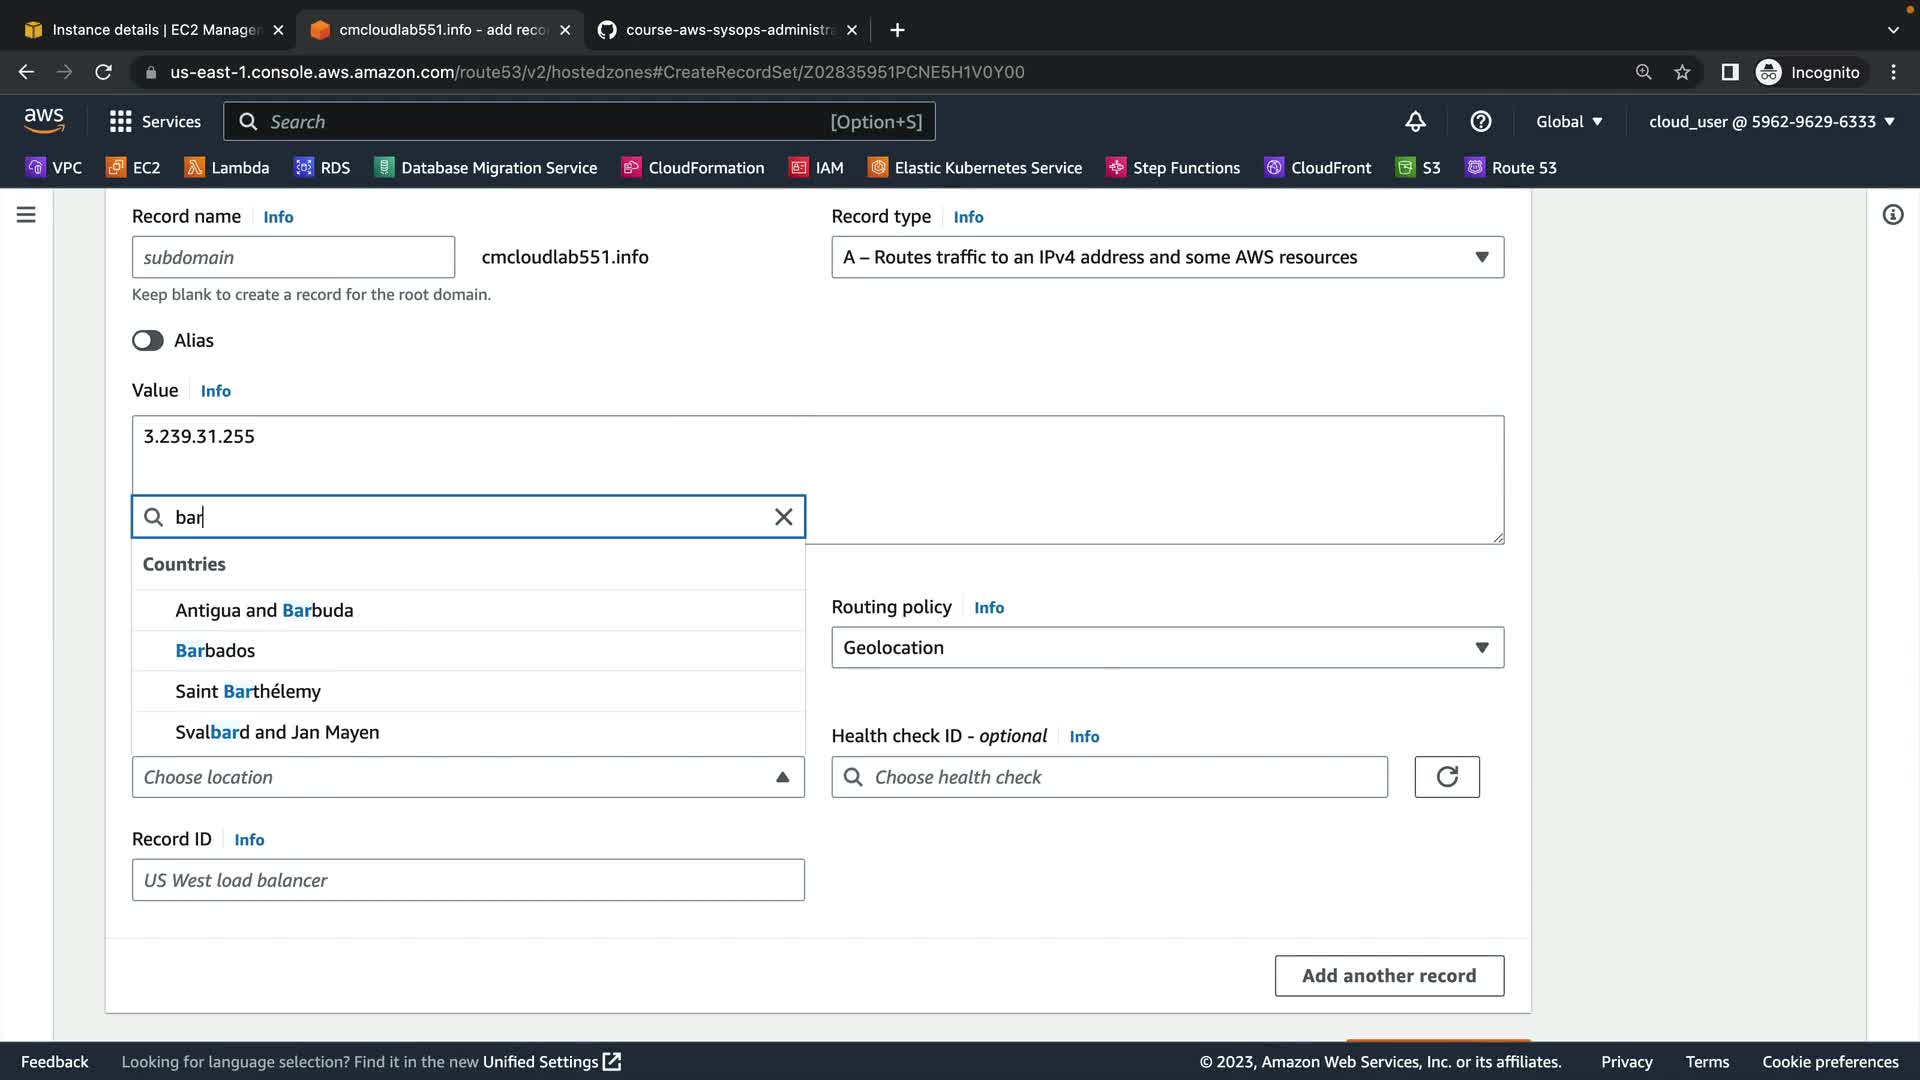 Instance details | EC2 Manager
cmcloudlab551.info - add reco
course-aws-sysops-administra
us-east-1.console.aws.amazon.com/route53/v2/hostedzones#CreateRecordSet/Z02835951PCNE5H1V0Y00
Incognito
aws
Services
Search
[Option+S]
Global
cloud_user @ 5962-9629-6333
VPC
EC2
Lambda
RDS
Database Migration Service
CloudFormation
IAM
Elastic Kubernetes Service
Step Functions
CloudFront
S3
Route 53
Record name
Info
subdomain
cmcloudlab551.info
Keep blank to create a record for the root domain.
Record type
Info
A – Routes traffic to an IPv4 address and some AWS resources
Alias
Value
Info
3.239.31.255
bar
Countries
Antigua and Barbuda
Barbados
Saint Barthélemy
Svalbard and Jan Mayen
Choose location
Routing policy
Info
Geolocation
Health check ID - optional
Info
Choose health check
Record ID
Info
US West load balancer
Add another record
Feedback
Looking for language selection? Find it in the new Unified Settings
© 2023, Amazon Web Services, Inc. or its affiliates.
Privacy
Terms
Cookie preferences